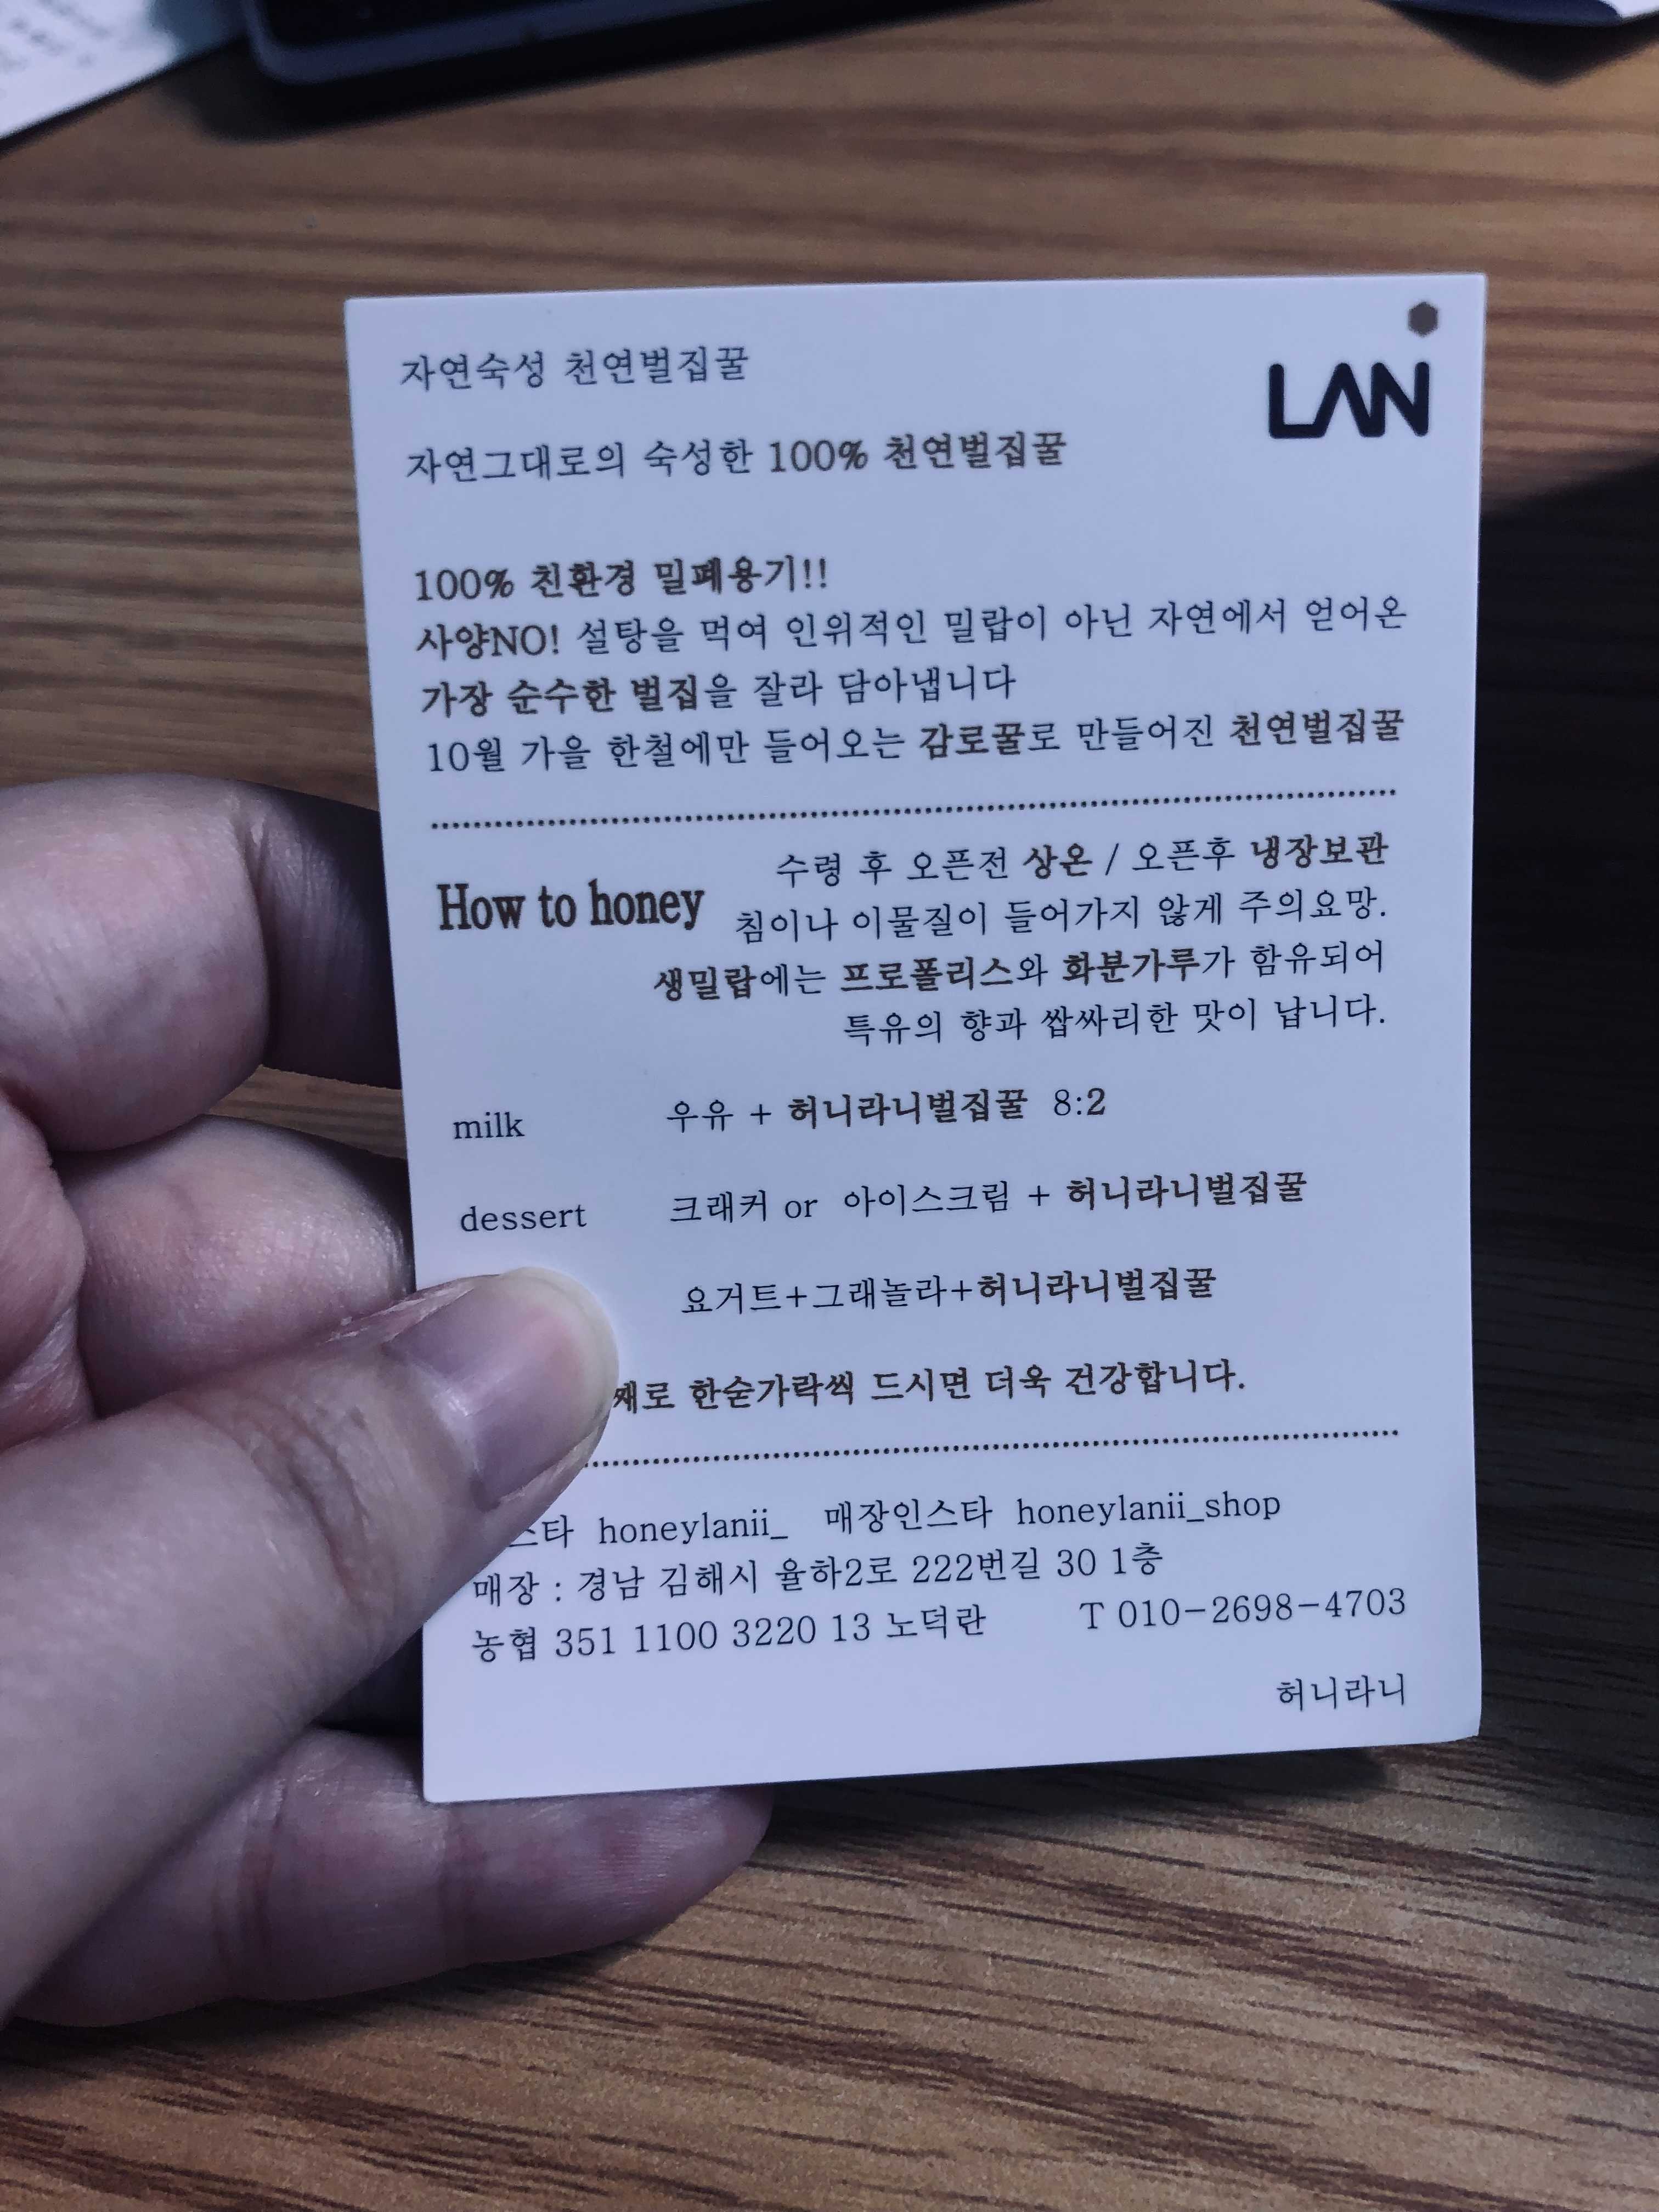 자연숙성 천연벌집꿀
LAN
자연그대로의 숙성한 100% 천연벌집꿀
100% 친환경 밀폐용기!!
사양NO! 설탕을 먹여 인위적인 밀랍이 아닌 자연에서 얻어온
가장 순수한 벌집을 잘라 담아냅니다
10월 가을 한철에만 들어오는 감로꿀로 만들어진 천연벌집꿀
How to honey
수령 후 오픈전 상온 / 오픈후 냉장보관
침이나 이물질이 들어가지 않게 주의요망.
생밀랍에는 프로폴리스와 화분가루가 함유되어
특유의 향과 쌉싸리한 맛이 납니다.
milk 우유 + 허니라니벌집꿀 8:2
dessert 크래커 or 아이스크림 + 허니라니벌집꿀
요거트+그래놀라+허니라니벌집꿀
한숟가락씩 드시면 더욱 건강합니다.
honeylanii_ 매장인스타 honeylanii_shop
매장 : 경남 김해시 율하2로 222번길 30 1층
농협 351 1100 3220 13 노덕란 T 010-2698-4703
허니라니